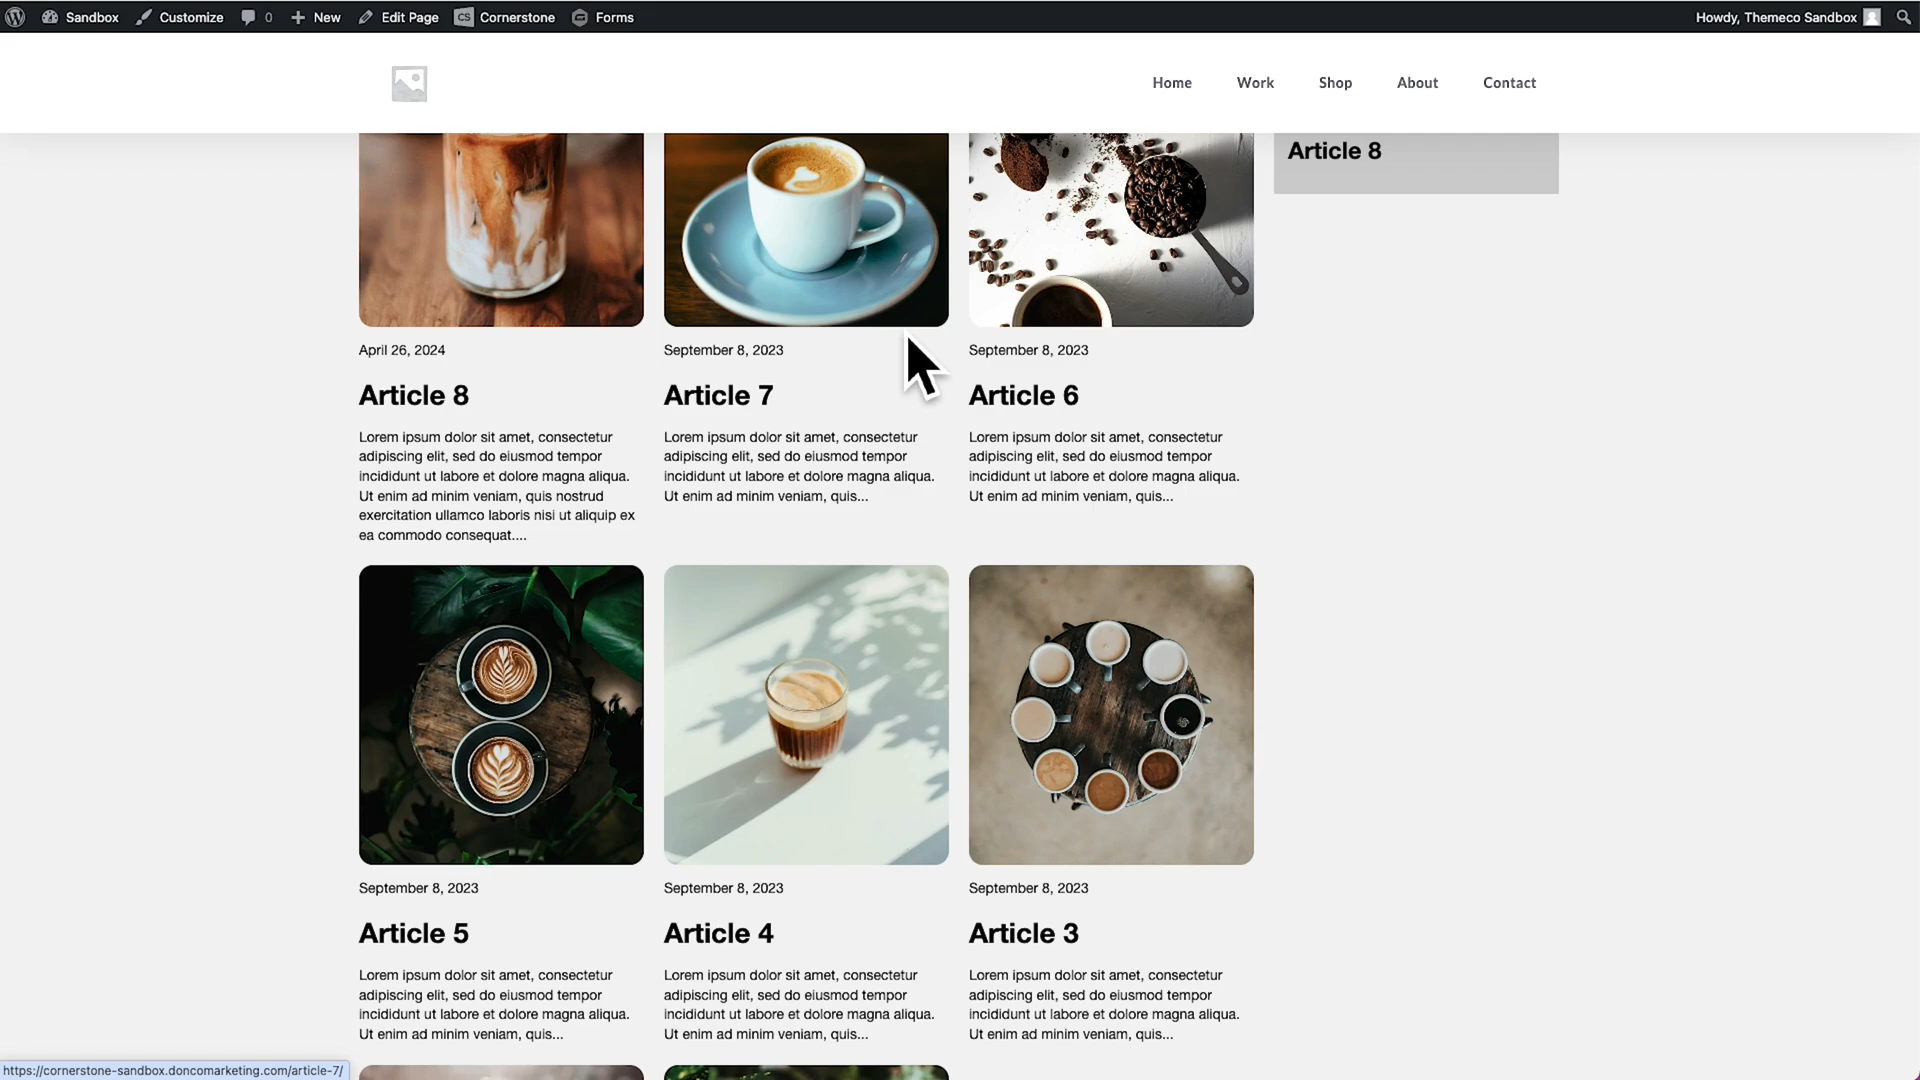 Sandbox
Customize
0
New
Edit Page
CS Cornerstone
Forms
Howdy, Themeco Sandbox
Home
Work
Shop
About
Contact
Article 8
April 26, 2024
Article 8
Lorem ipsum dolor sit amet, consectetur
adipiscing elit, sed do eiusmod tempor
incididunt ut labore et dolore magna aliqua.
Ut enim ad minim veniam, quis nostrud
exercitation ullamco laboris nisi ut aliquip ex
ea commodo consequat....
September 8, 2023
Article 7
Lorem ipsum dolor sit amet, consectetur
adipiscing elit, sed do eiusmod tempor
incididunt ut labore et dolore magna aliqua.
Ut enim ad minim veniam, quis...
September 8, 2023
Article 6
Lorem ipsum dolor sit amet, consectetur
adipiscing elit, sed do eiusmod tempor
incididunt ut labore et dolore magna aliqua.
Ut enim ad minim veniam, quis...
September 8, 2023
Article 5
Lorem ipsum dolor sit amet, consectetur
adipiscing elit, sed do eiusmod tempor
incididunt ut labore et dolore magna aliqua.
Ut enim ad minim veniam, quis...
September 8, 2023
Article 4
Lorem ipsum dolor sit amet, consectetur
adipiscing elit, sed do eiusmod tempor
incididunt ut labore et dolore magna aliqua.
Ut enim ad minim veniam, quis...
September 8, 2023
Article 3
Lorem ipsum dolor sit amet, consectetur
adipiscing elit, sed do eiusmod tempor
incididunt ut labore et dolore magna aliqua.
Ut enim ad minim veniam, quis...
https://cornerstone-sandbox.doncomarketing.com/article-7/